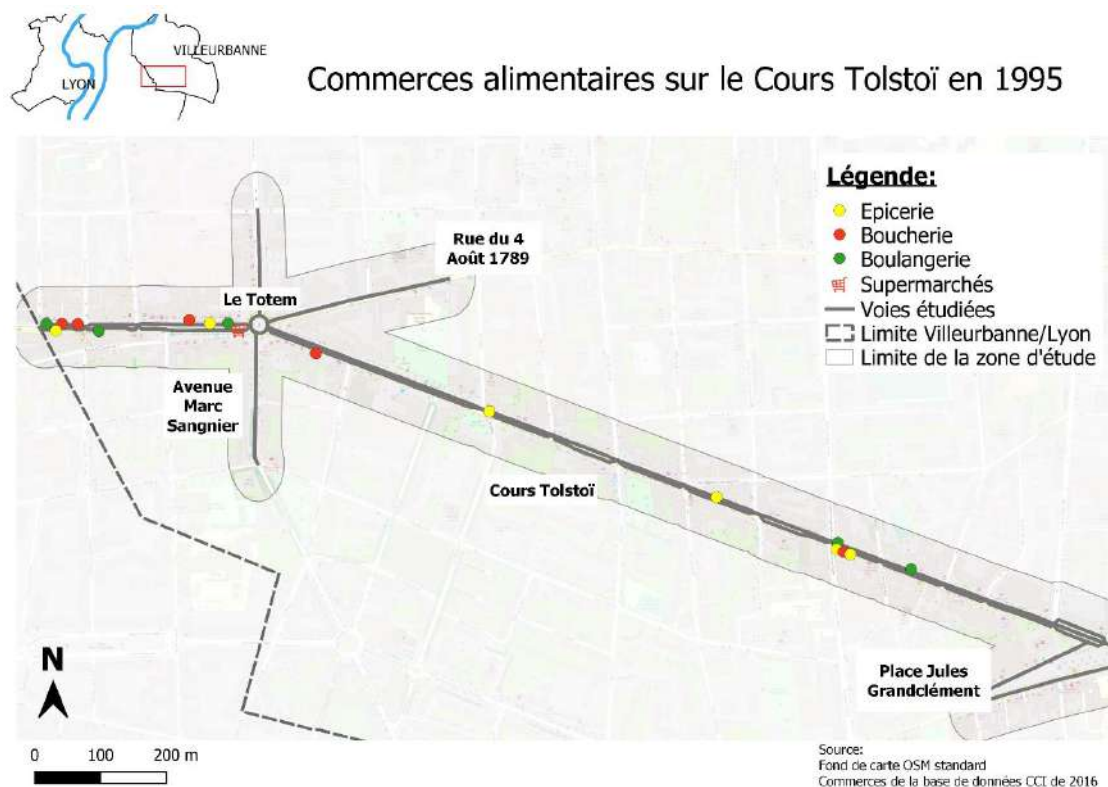 VILLEURBANNE
LYON
Commerces alimentaires sur le Cours Tolstoï en 1995
Légende:
Epicerie
Boucherie
Boulangerie
Supermarchés
Voies étudiées
Limite Villeurbanne/Lyon
Limite de la zone d'étude
Rue du 4
Août 1789
Le Totem
Avenue
Marc
Sangnier
Cours Tolstoï
Place Jules
Grandclément
N
0 100 200 m
Source:
Fond de carte OSM standard
Commerces de la base de données CCI de 2016